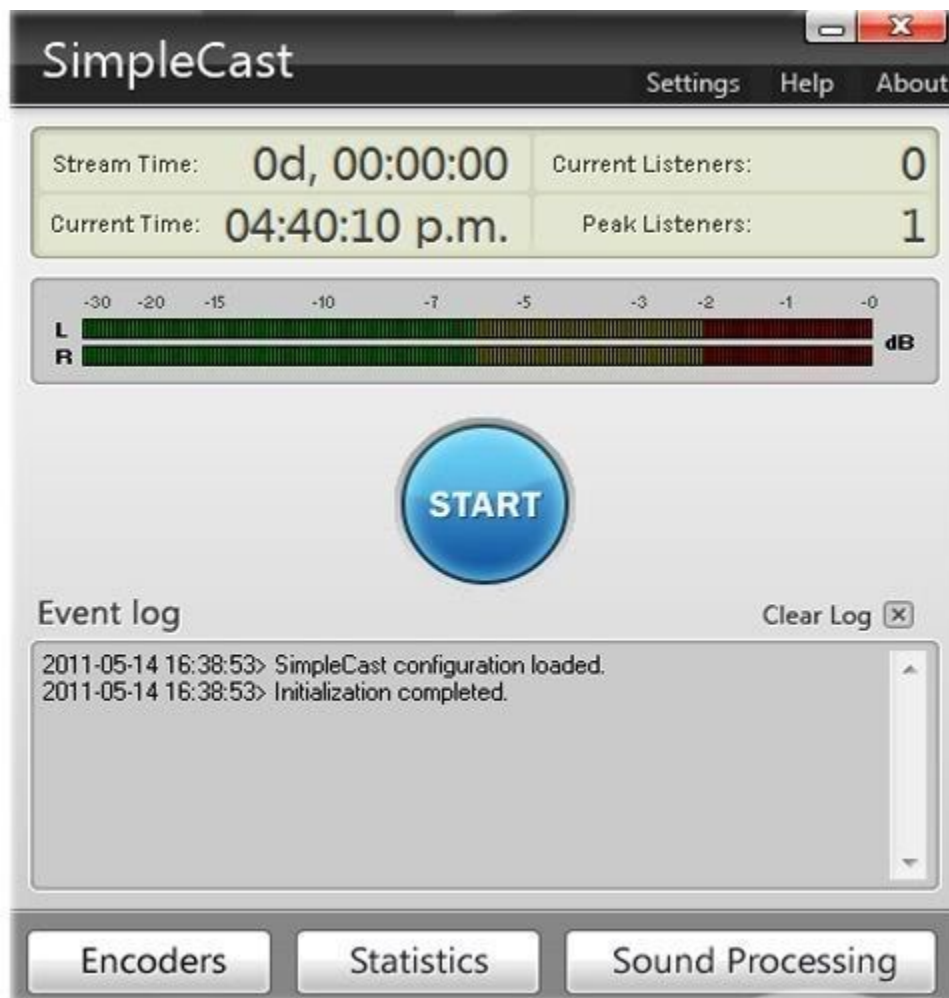 SimpleCast
Settings Help About
Stream Time: 0d, 00:00:00 Current Listeners: 0
Current Time: 04:40:10 p.m. Peak Listeners: 1
-30 -20 -15 -10 -7 -5 -3 -2 -1 -0
L
R
dB
START
Event log Clear Log
2011-05-14 16:38:53> SimpleCast configuration loaded.
2011-05-14 16:38:53> Initialization completed.
Encoders Statistics Sound Processing